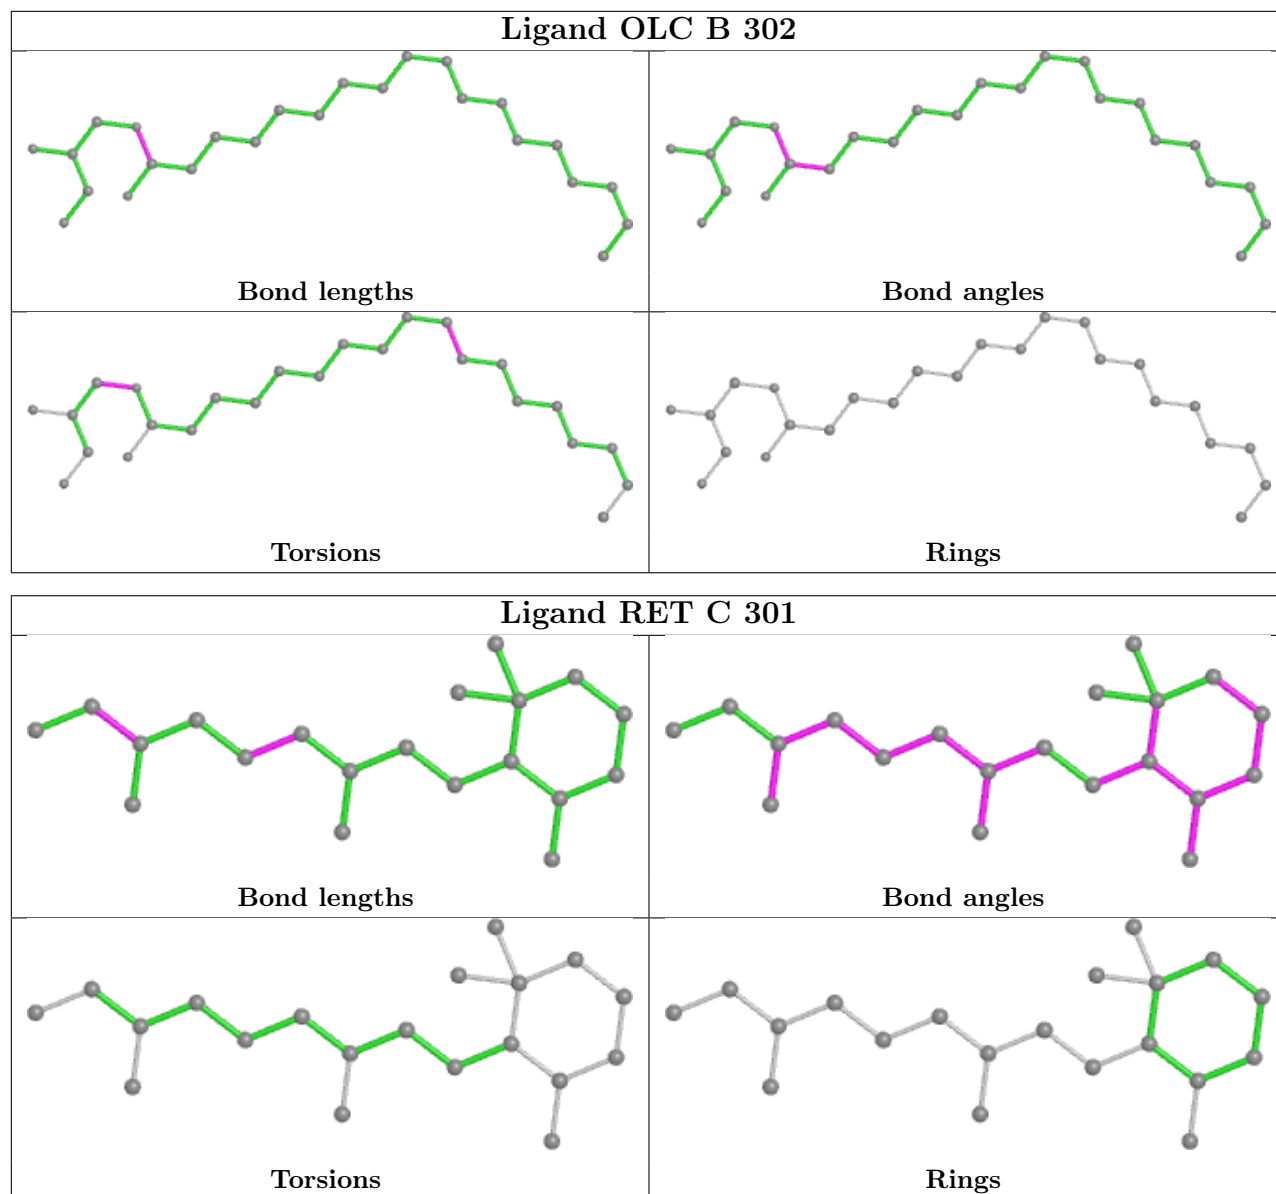 Ligand OLC B 302
Bond lengths
Bond angles
Torsions
Rings
Ligand RET C 301
Bond lengths
Bond angles
Torsions
Rings